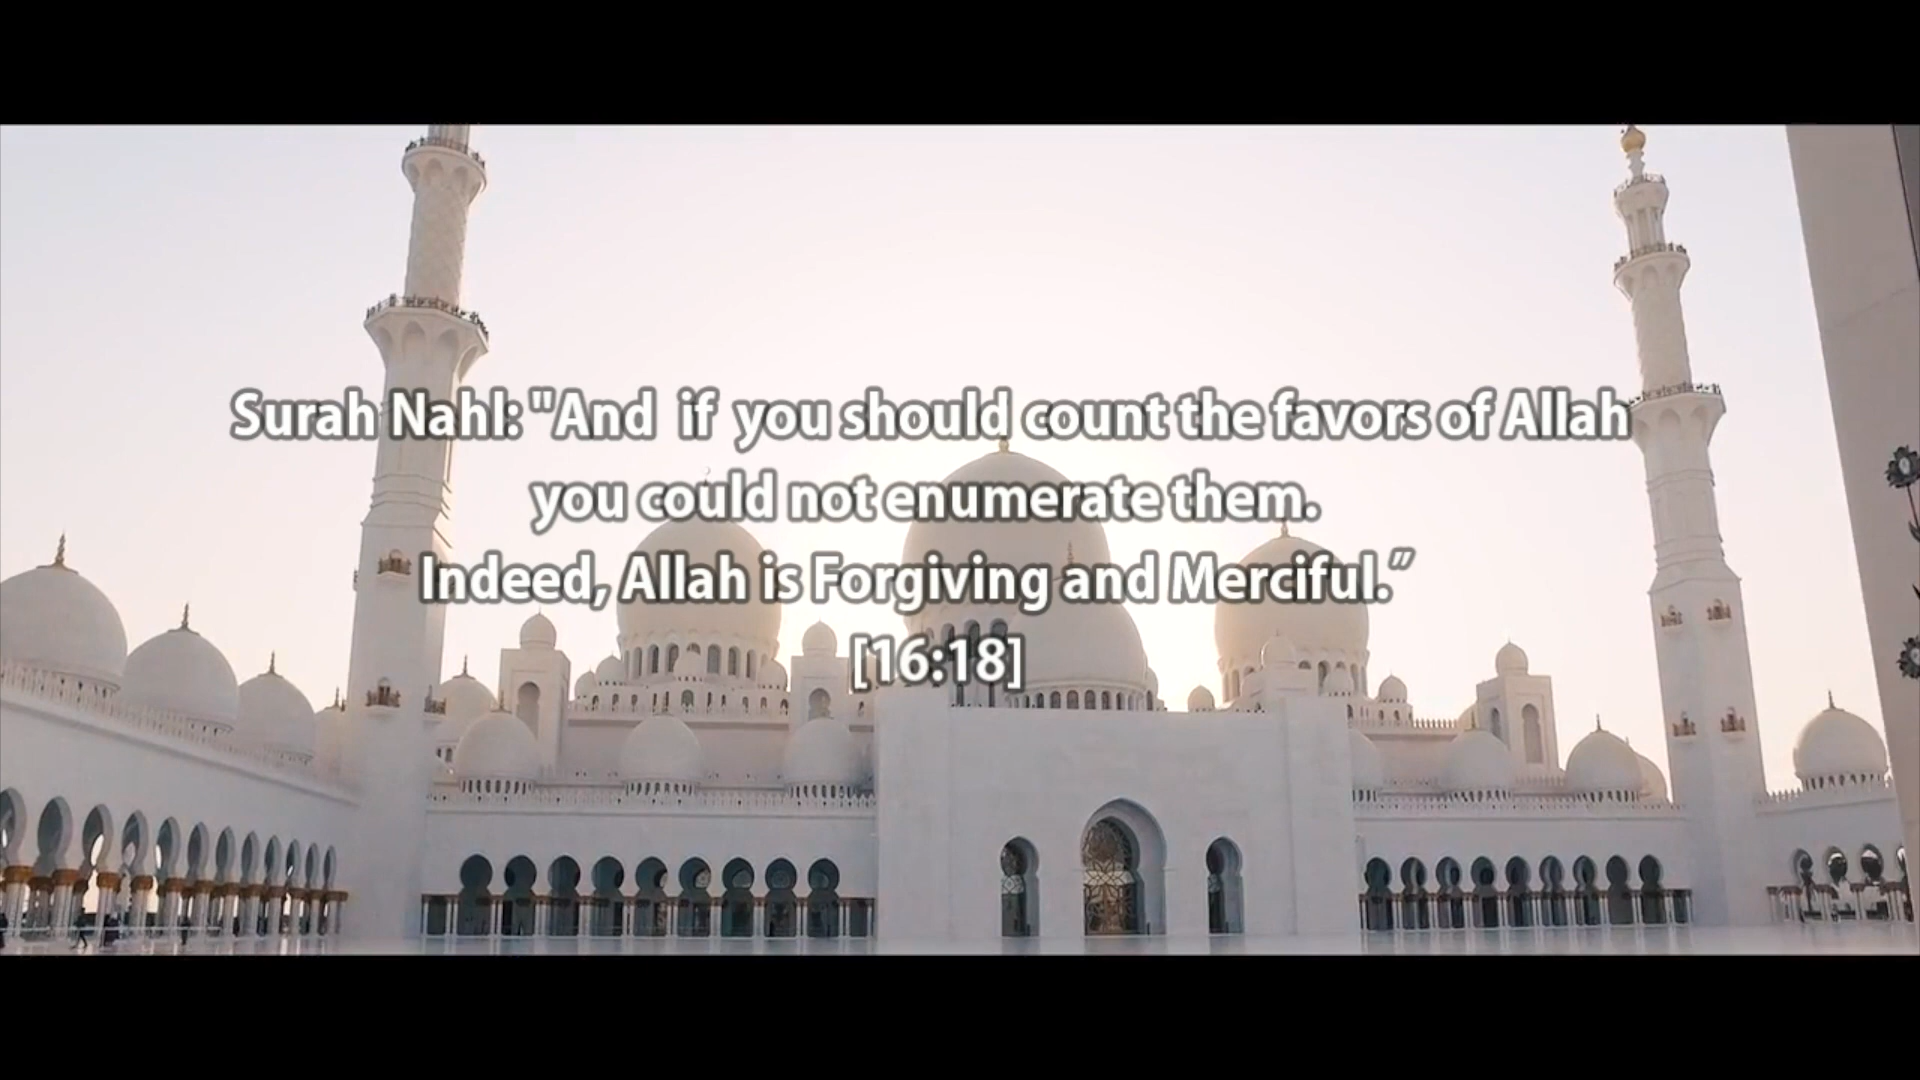 Surah Nahl: "And if you should count the favors of Allah
you could not enumerate them.
Indeed, Allah is Forgiving and Merciful.”
[16:18]